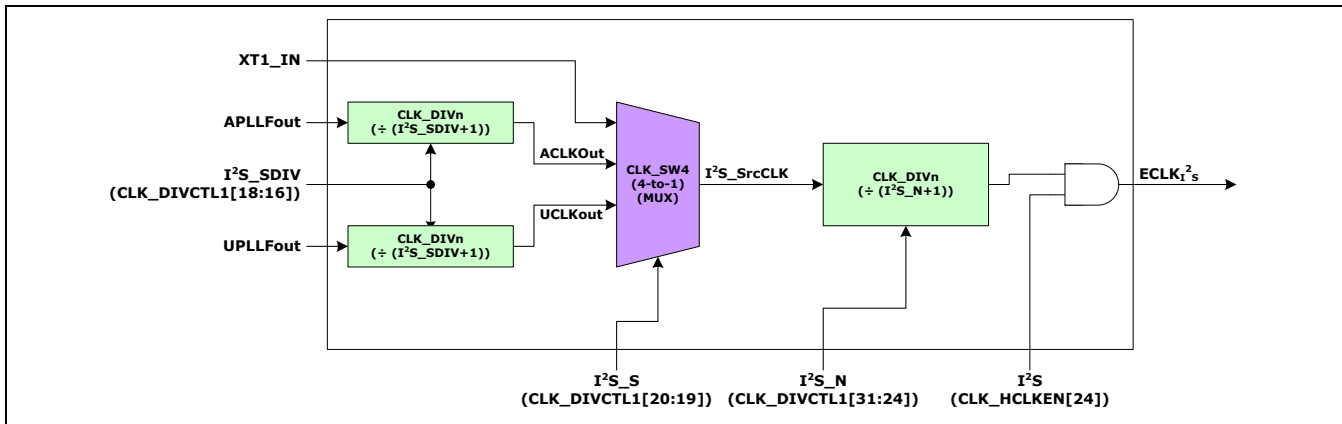 XT1_IN
APLLFout
I²S_SDIV
(CLK_DIVCTL1[18:16])
UPLLFout
CLK_DIVn
(÷ (I²S_SDIV+1))
CLK_DIVn
(÷ (I²S_SDIV+1))
ACLKOut
UCLKout
CLK_SW4
(4-to-1)
(MUX)
I²S_SrcCLK
CLK_DIVn
(÷ (I²S_N+1))
ECLK_I²S
I²S_S
(CLK_DIVCTL1[20:19])
I²S_N
(CLK_DIVCTL1[31:24])
I²S
(CLK_HCLKEN[24])